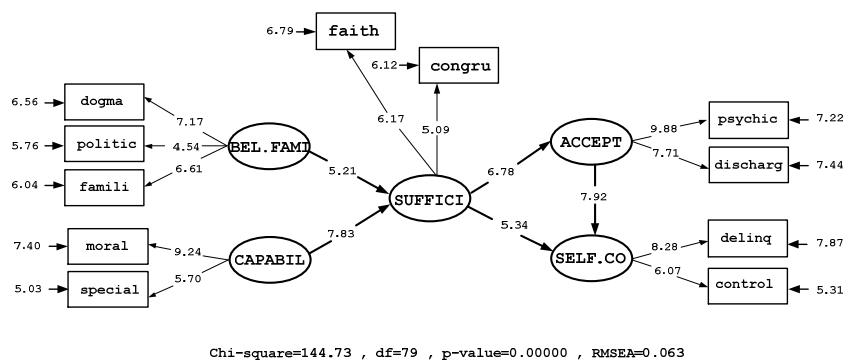 6.79 faith
6.12 congru
6.56 dogma
5.76 politic
6.04 famili
7.17
4.54
6.61
BEL.FAMI
5.21
6.17
5.09
SUFFICI
6.78
5.34
ACCEPT
9.88
7.71
psychic 7.22
discharg 7.44
7.92
7.40 moral
5.03 special
9.24
5.70
CAPABIL
7.83
SELF.CO
8.28
6.07
delinq 7.87
control 5.31
Chi-square=144.73 , df=79 , p-value=0.00000 , RMSEA=0.063